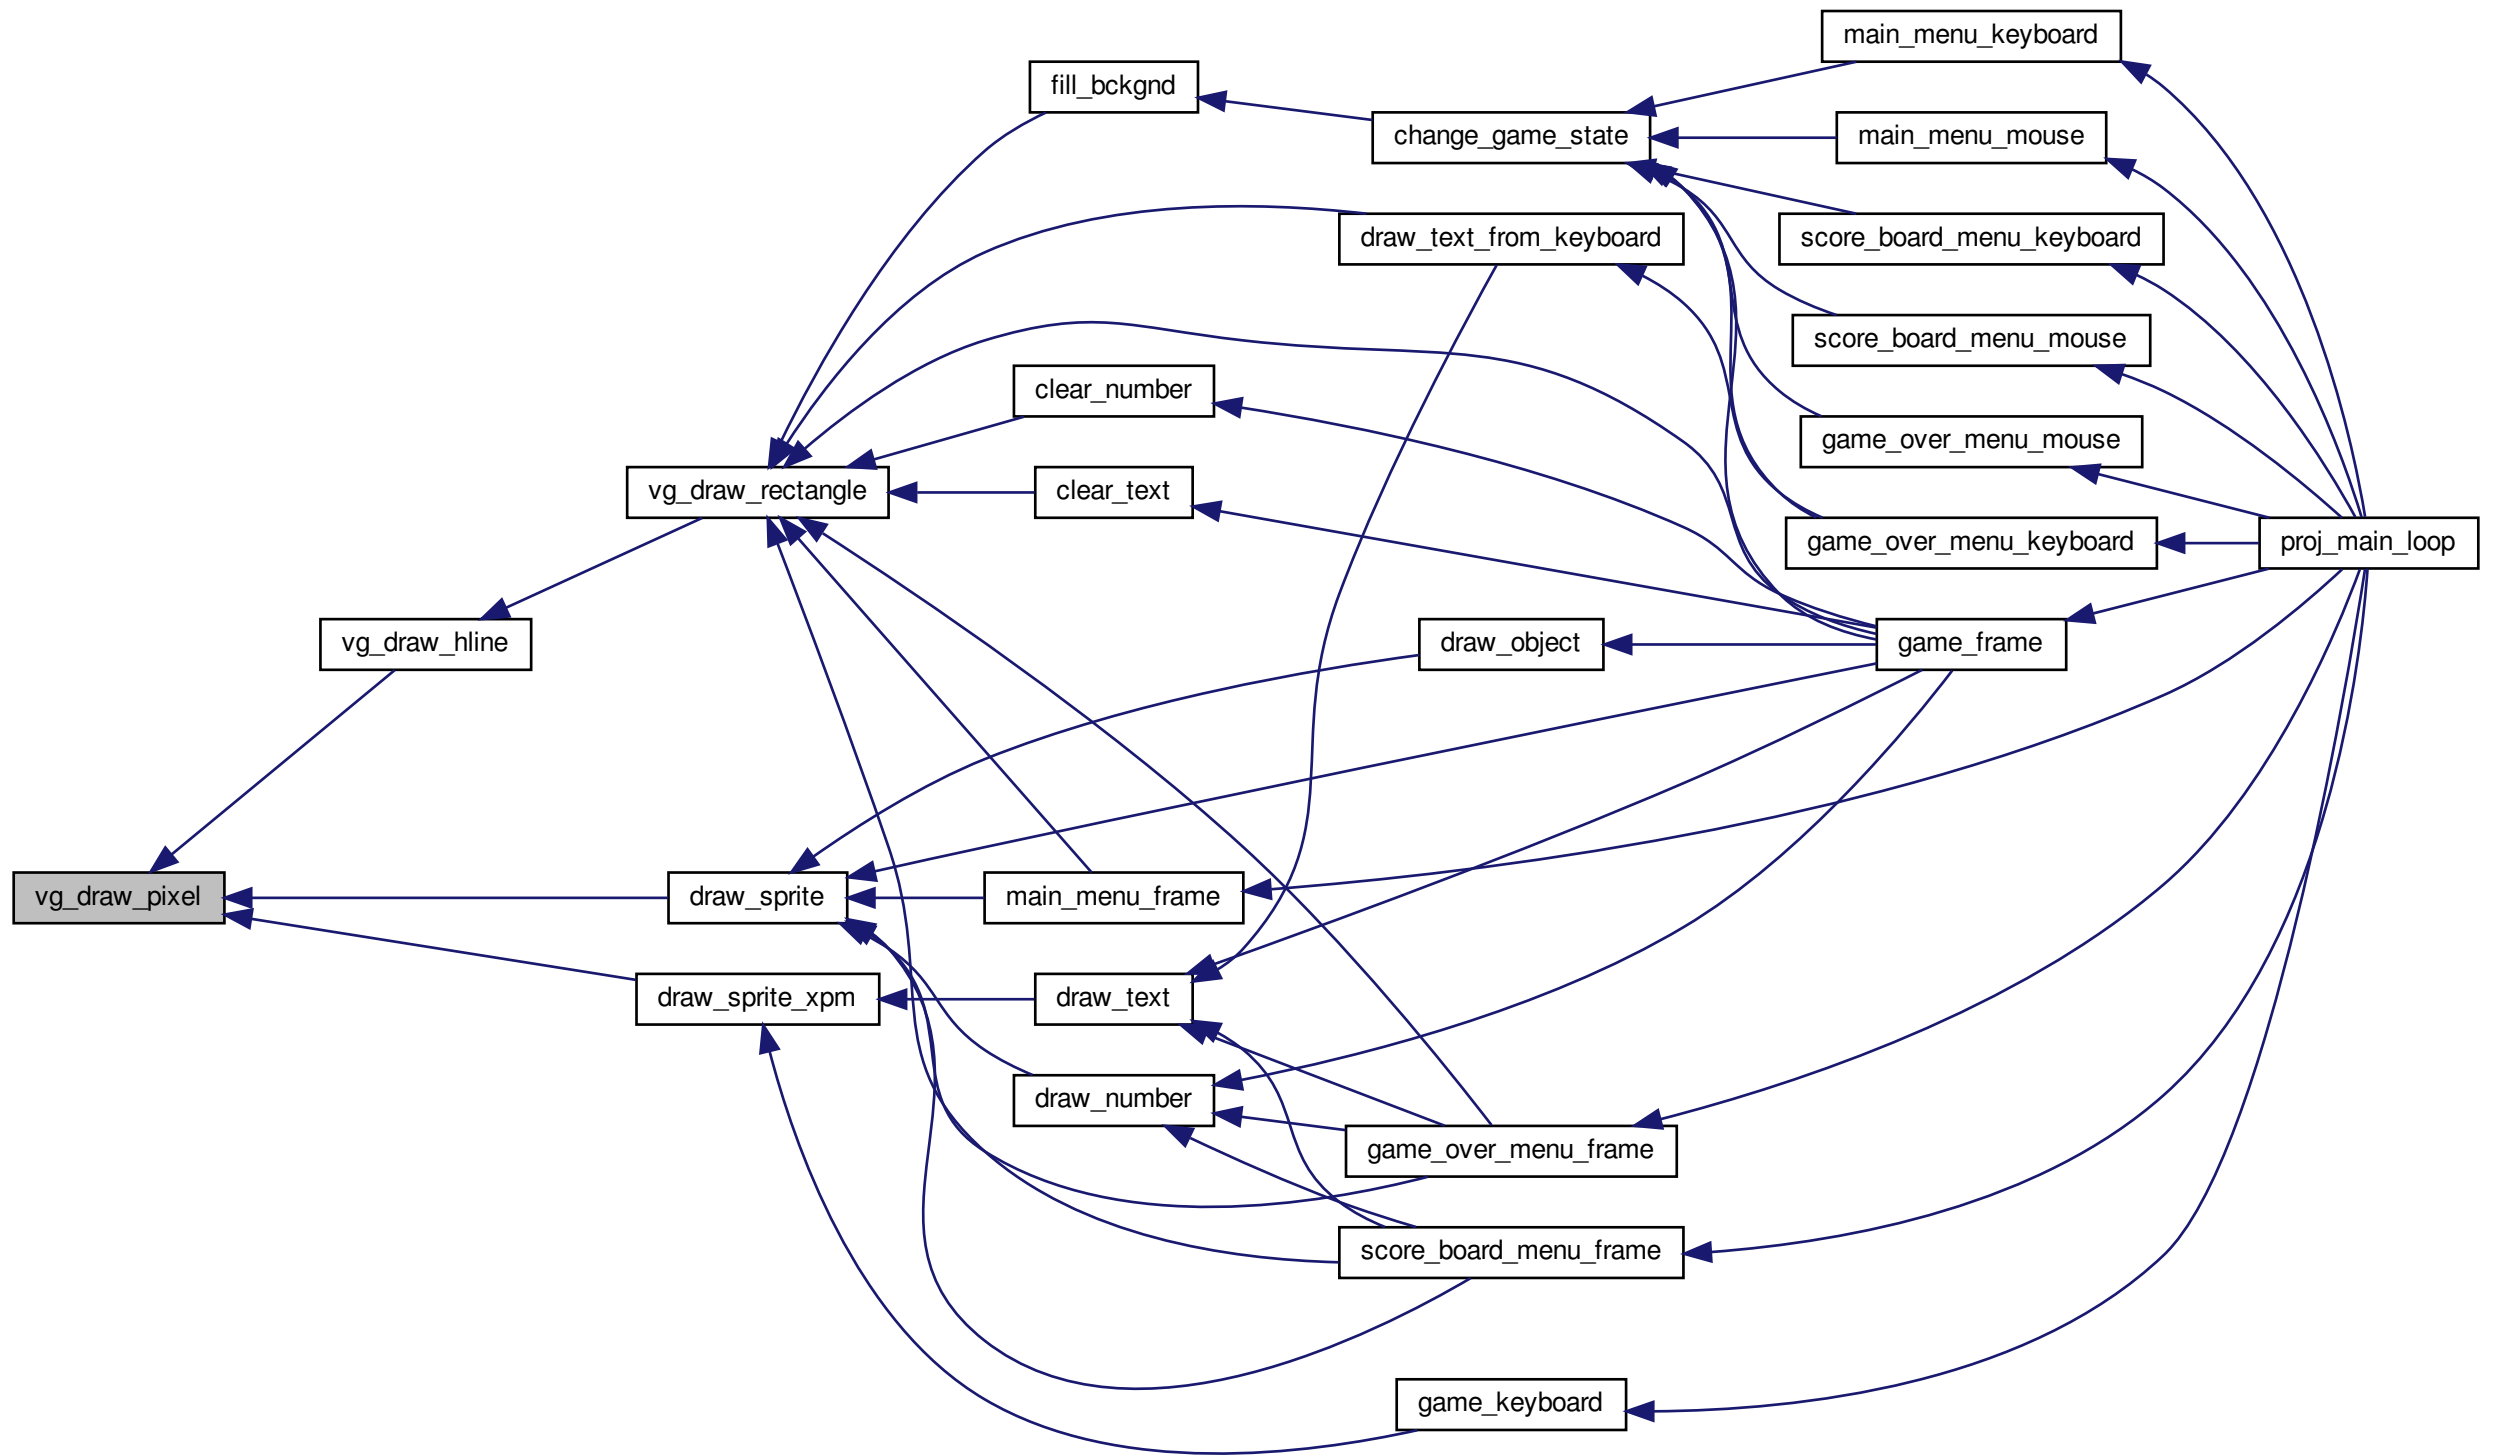 main_menu_keyboard
fill_bckgnd
change_game_state
main_menu_mouse
draw_text_from_keyboard
score_board_menu_keyboard
score_board_menu_mouse
clear_number
game_over_menu_mouse
vg_draw_rectangle
clear_text
game_over_menu_keyboard
proj_main_loop
vg_draw_hline
draw_object
game_frame
vg_draw_pixel
draw_sprite
main_menu_frame
draw_sprite_xpm
draw_text
draw_number
game_over_menu_frame
score_board_menu_frame
game_keyboard